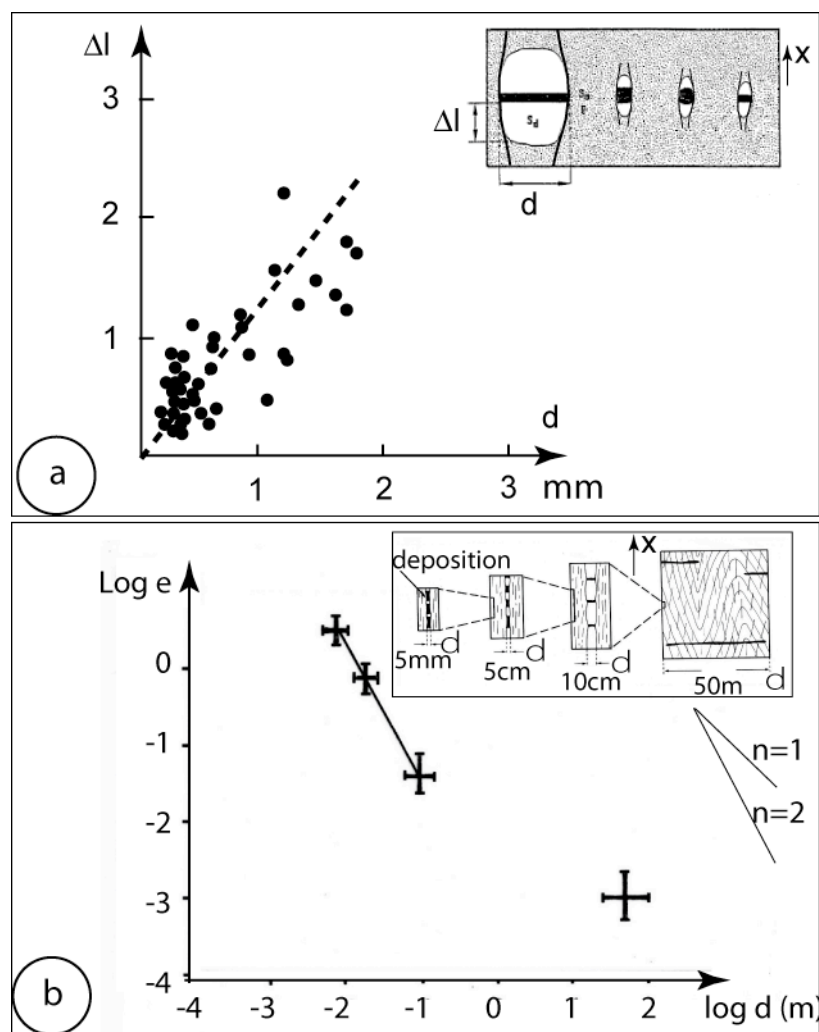 Δl
3
2
1
d
1
2
3
mm
a
x
Δl
S_d
d
Log e
0
-1
-2
-3
-4
-4
-3
-2
-1
0
1
2
log d (m)
b
deposition
x
d
5mm
d
5cm
d
10cm
50m
d
n=1
n=2